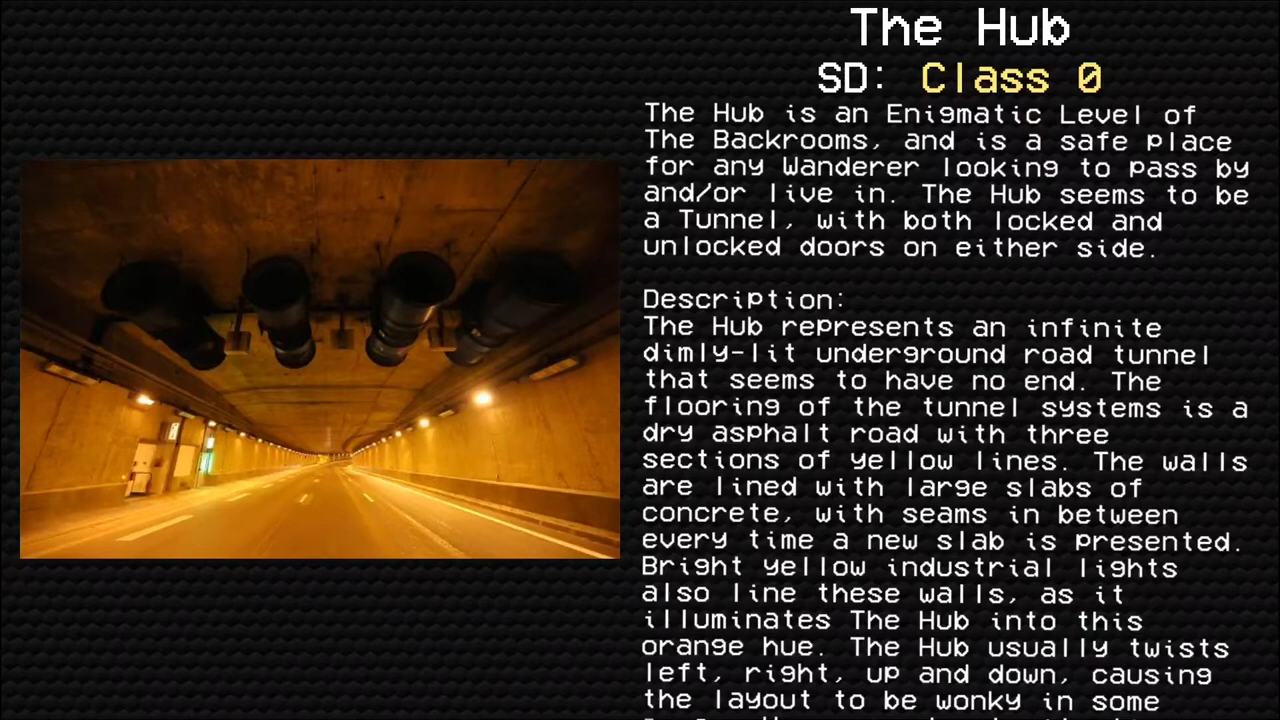 The Hub
SD: Class 0
The Hub is an Enigmatic Level of
The Backrooms, and is a safe place
for any Wanderer looking to pass by
and/or live in. The Hub seems to be
a Tunnel, with both locked and
unlocked doors on either side.
Description:
The Hub represents an infinite
dimly-lit underground road tunnel
that seems to have no end. The
flooring of the tunnel systems is a
dry asphalt road with three
sections of yellow lines. The walls
are lined with large slabs of
concrete, with seams in between
every time a new slab is presented.
Bright yellow industrial lights
also line these walls, as it
illuminates The Hub into this
orange hue. The Hub usually twists
left, right, up and down, causing
the layout to be wonky in some